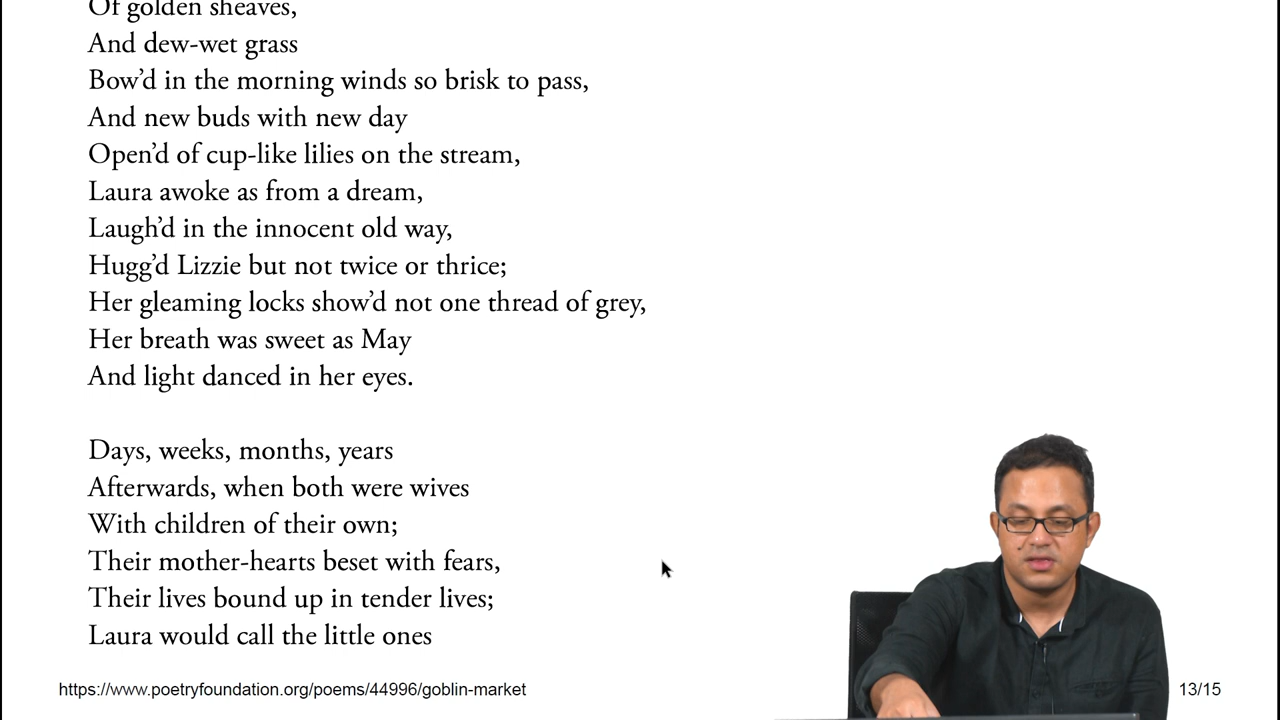 Of golden sheaves,
And dew-wet grass
Bow’d in the morning winds so brisk to pass,
And new buds with new day
Open’d of cup-like lilies on the stream,
Laura awoke as from a dream,
Laugh’d in the innocent old way,
Hugg’d Lizzie but not twice or thrice;
Her gleaming locks show’d not one thread of grey,
Her breath was sweet as May
And light danced in her eyes.
Days, weeks, months, years
Afterwards, when both were wives
With children of their own;
Their mother-hearts beset with fears,
Their lives bound up in tender lives;
Laura would call the little ones
https://www.poetryfoundation.org/poems/44996/goblin-market
13/15